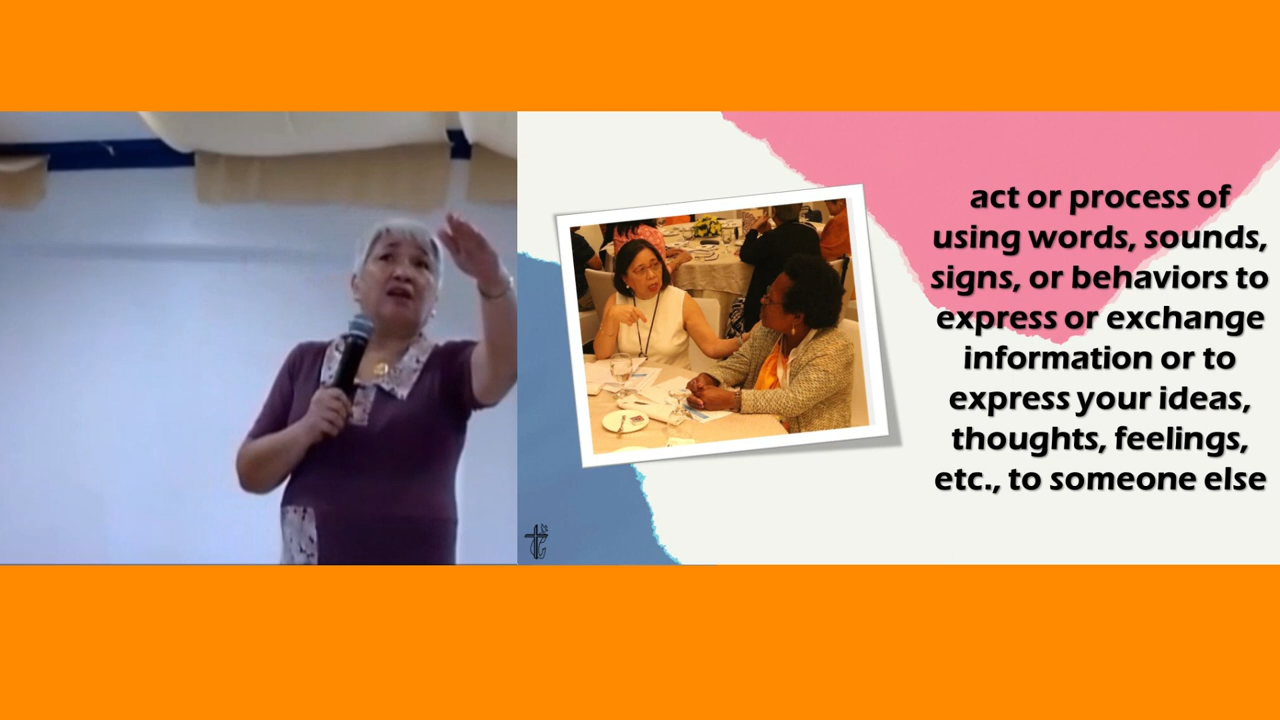 act or process of
using words, sounds,
signs, or behaviors to
express or exchange
information or to
express your ideas,
thoughts, feelings,
etc., to someone else